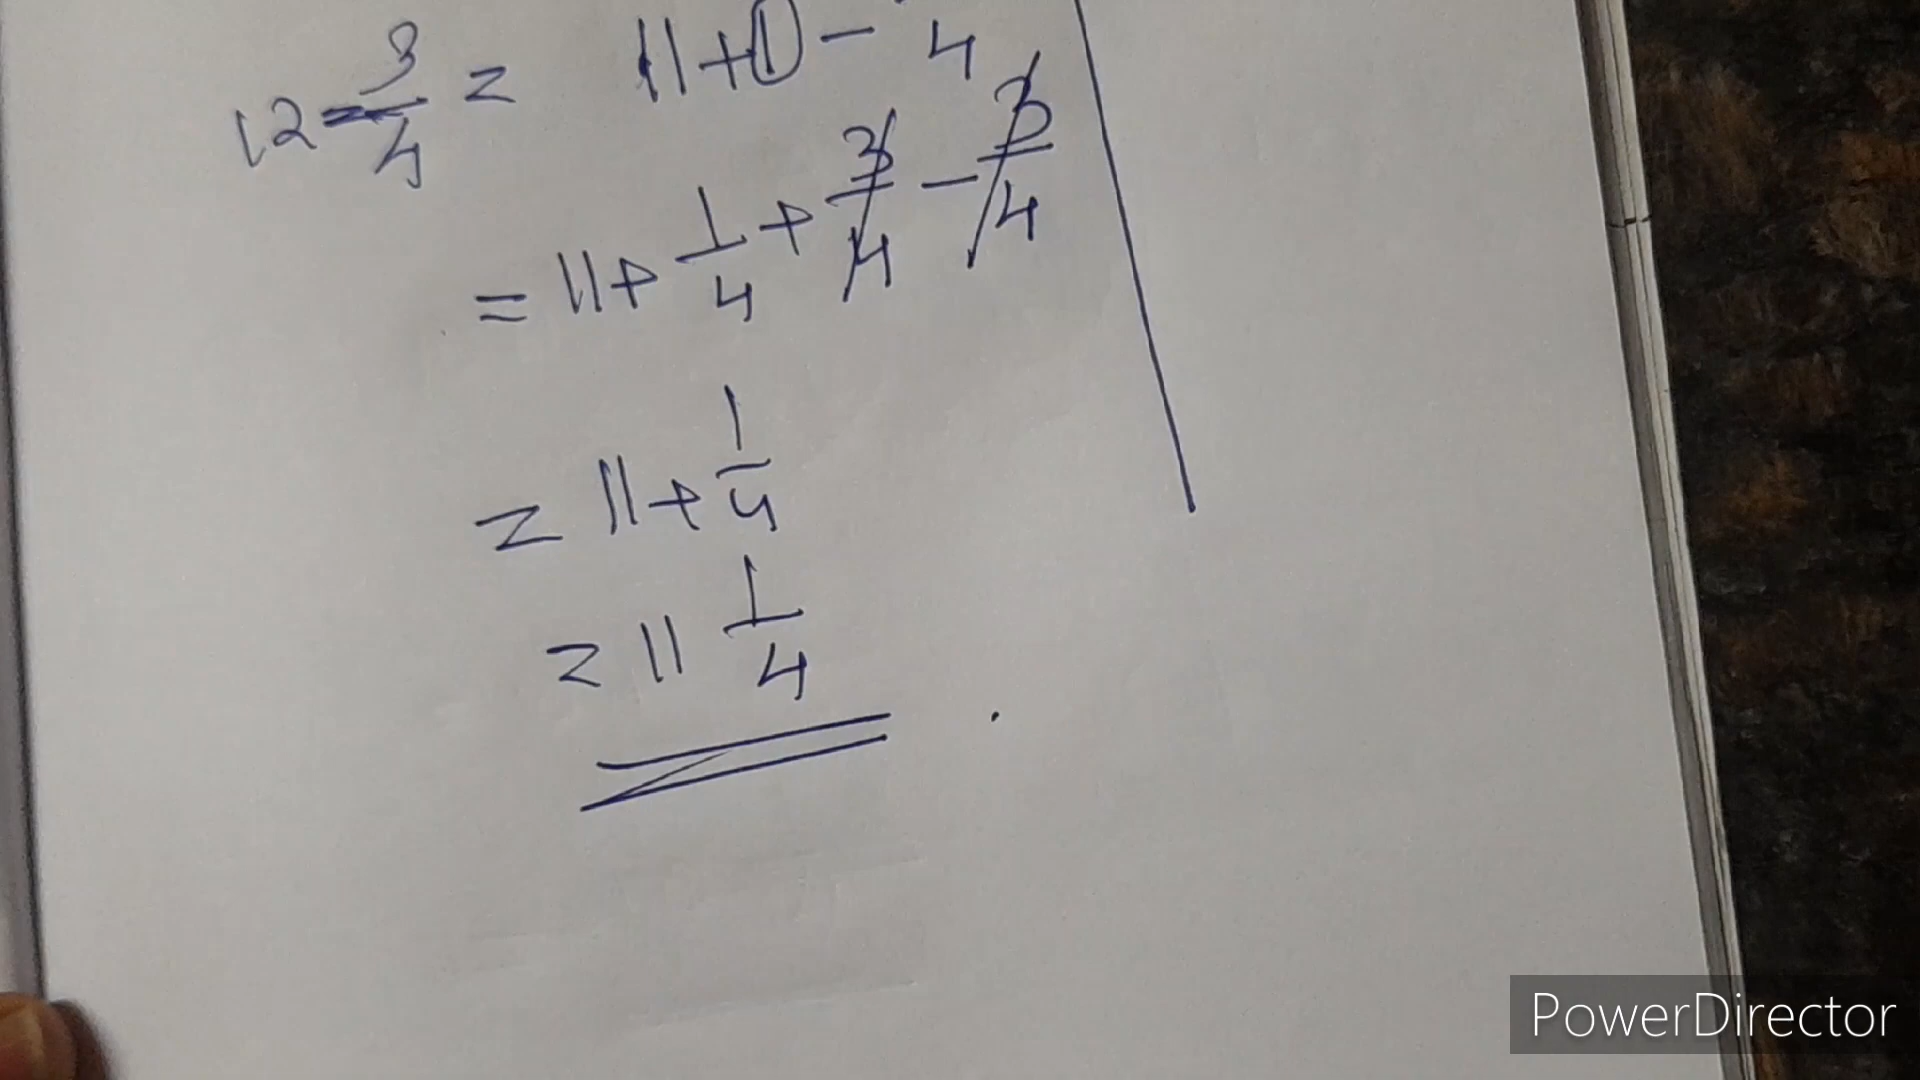 12 - 3/4 = 11 + 1 - /4
= 11 + 1/4 + 3/4 - 3/4
= 11 + 1/4
= 11 1/4
PowerDirector